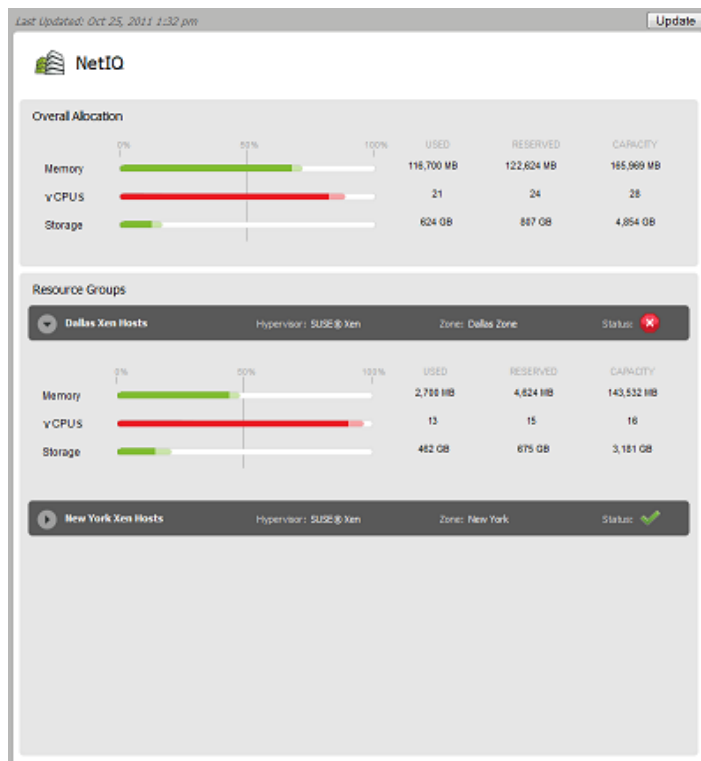 Last Updated: Oct 25, 2011 1:32 pm Update
NetIQ
Overall Allocation
0% 50% 100% USED RESERVED CAPACITY
Memory 116,700 MB 122,624 MB 165,969 MB
vCPUS 21 24 28
Storage 624 GB 807 GB 4,854 GB
Resource Groups
Dallas Xen Hosts Hypervisor: SUSE® Xen Zone: Dallas Zone Status:
0% 50% 100% USED RESERVED CAPACITY
Memory 2,700 MB 4,624 MB 143,532 MB
vCPUS 13 15 16
Storage 462 GB 675 GB 3,181 GB
New York Xen Hosts Hypervisor: SUSE® Xen Zone: New York Status: